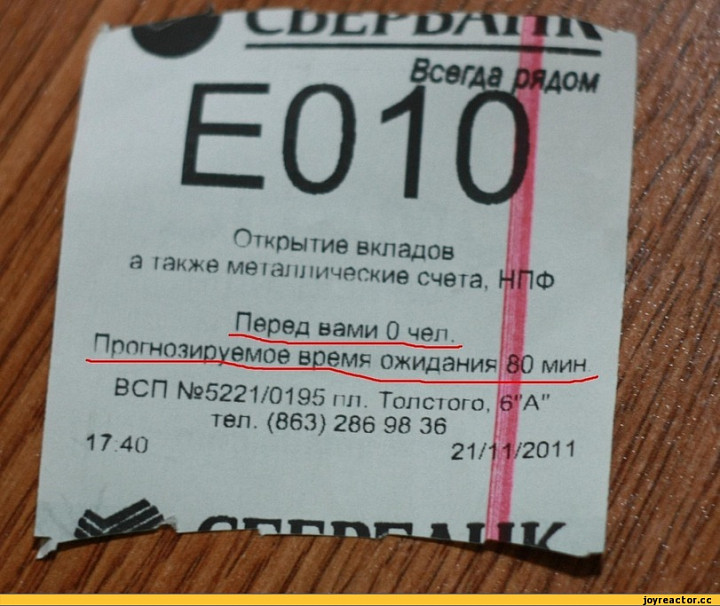 СБЕРБАНК
Всегда рядом
E010
Открытие вкладов
а также металлические счета, НПФ
Перед вами 0 чел.
Прогнозируемое время ожидания 80 мин.
ВСП №5221/0195 пл. Толстого, 6"А"
тел. (863) 286 98 36
17:40 21/11/2011
СБЕРБАНК
joyreactor.cc